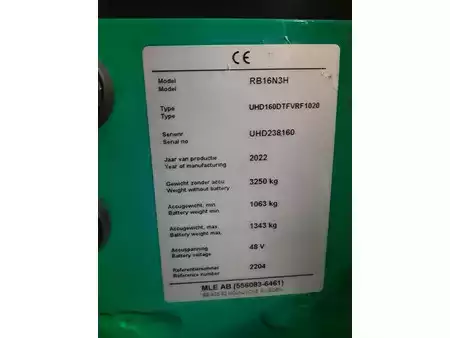 CE
Model RB16N3H
Model
Type UHD160DTFVRF1020
Type
Serienr UHD238160
Serial no
Jaar van productie 2022
Year of manufacturing
Gewicht zonder accu 3250 kg
Weight without battery
Accugewicht, min. 1063 kg
Battery weight min.
Accugewicht, max. 1343 kg
Battery weight max.
Accuspanning 48 V
Battery voltage
Referentienummer 2204
Reference number
MLE AB (556083-6461)